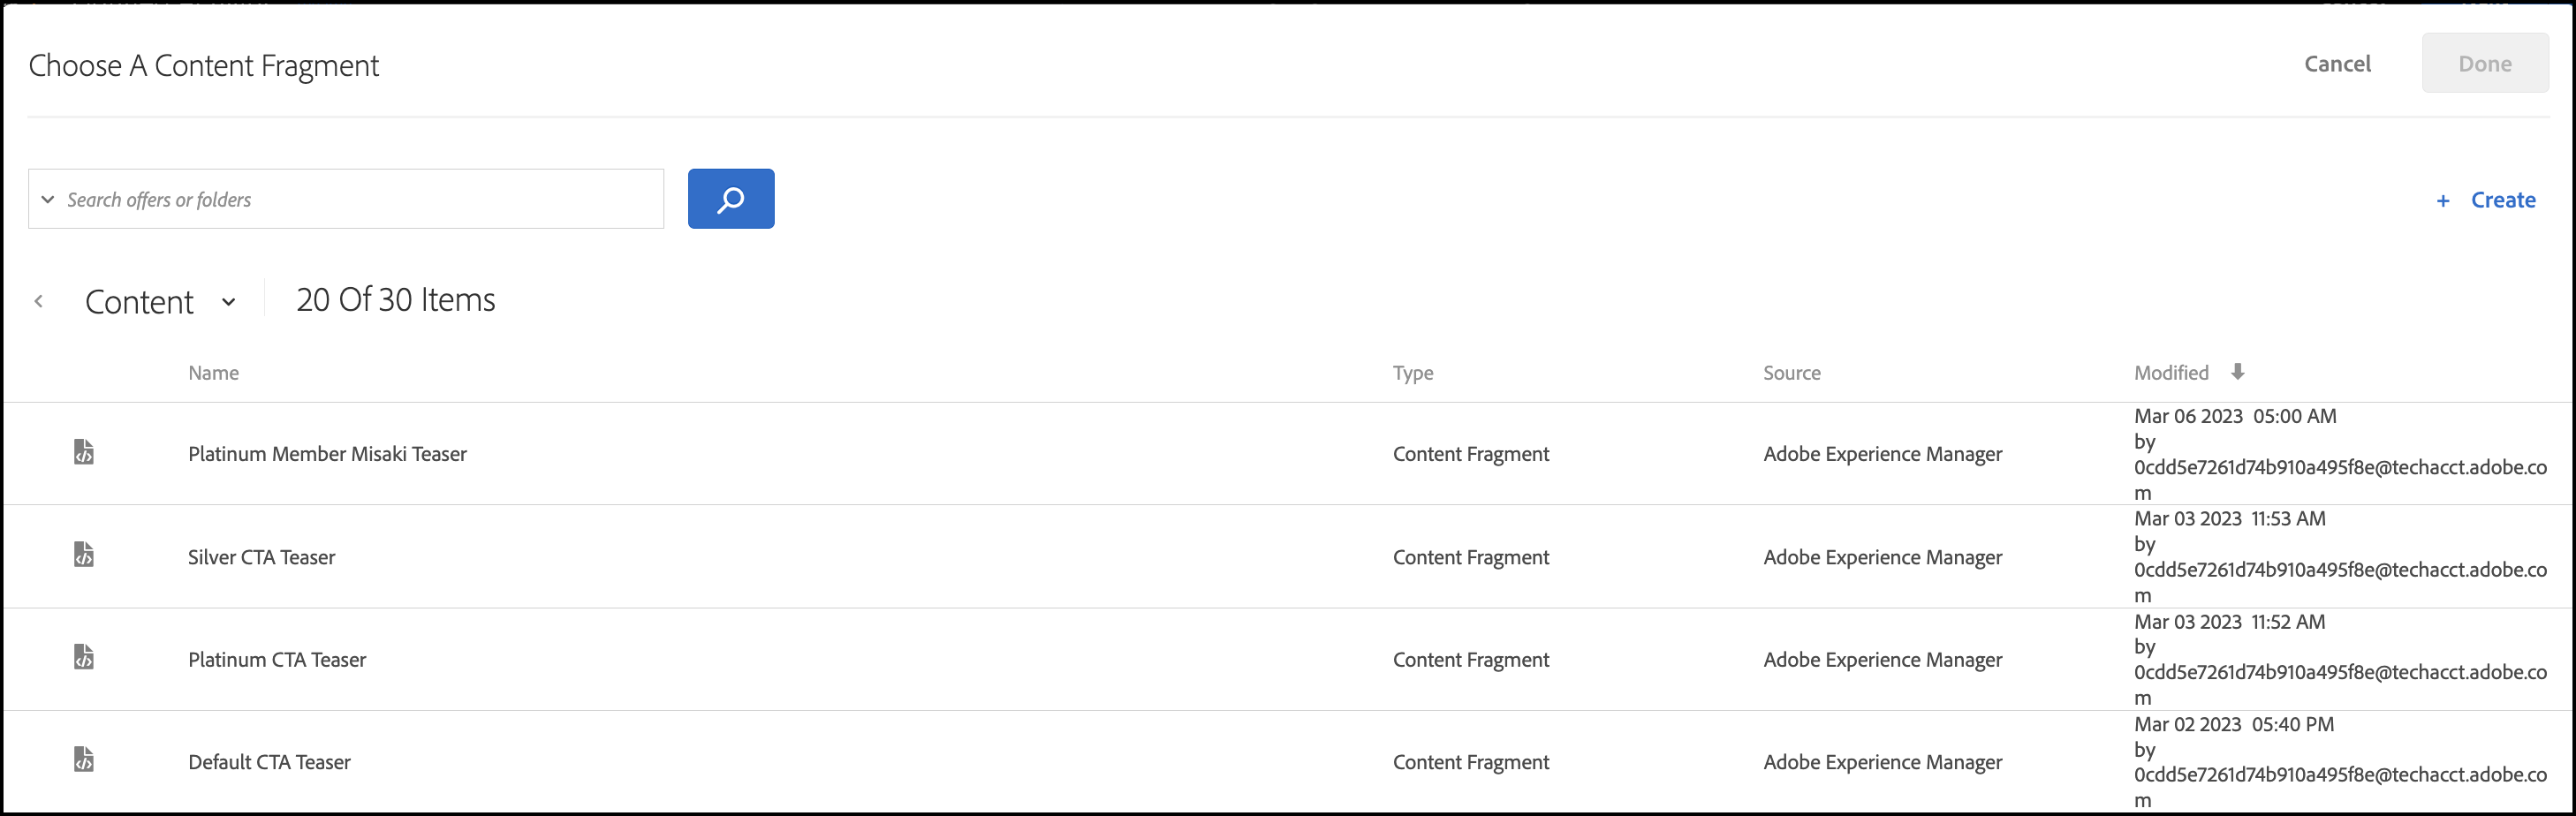 Choose A Content Fragment
Cancel
Done
Search offers or folders
+ Create
Content
20 Of 30 Items
Name Type Source Modified
Mar 06 2023 05:00 AM
by
Platinum Member Misaki Teaser Content Fragment Adobe Experience Manager
0cdd5e7261d74b910a495f8e@techacct.adobe.co
m
Mar 03 2023 11:53 AM
by
Silver CTA Teaser Content Fragment Adobe Experience Manager
0cdd5e7261d74b910a495f8e@techacct.adobe.co
m
Mar 03 2023 11:52 AM
by
Platinum CTA Teaser Content Fragment Adobe Experience Manager
0cdd5e7261d74b910a495f8e@techacct.adobe.co
m
Mar 02 2023 05:40 PM
by
Default CTA Teaser Content Fragment Adobe Experience Manager
0cdd5e7261d74b910a495f8e@techacct.adobe.co
m